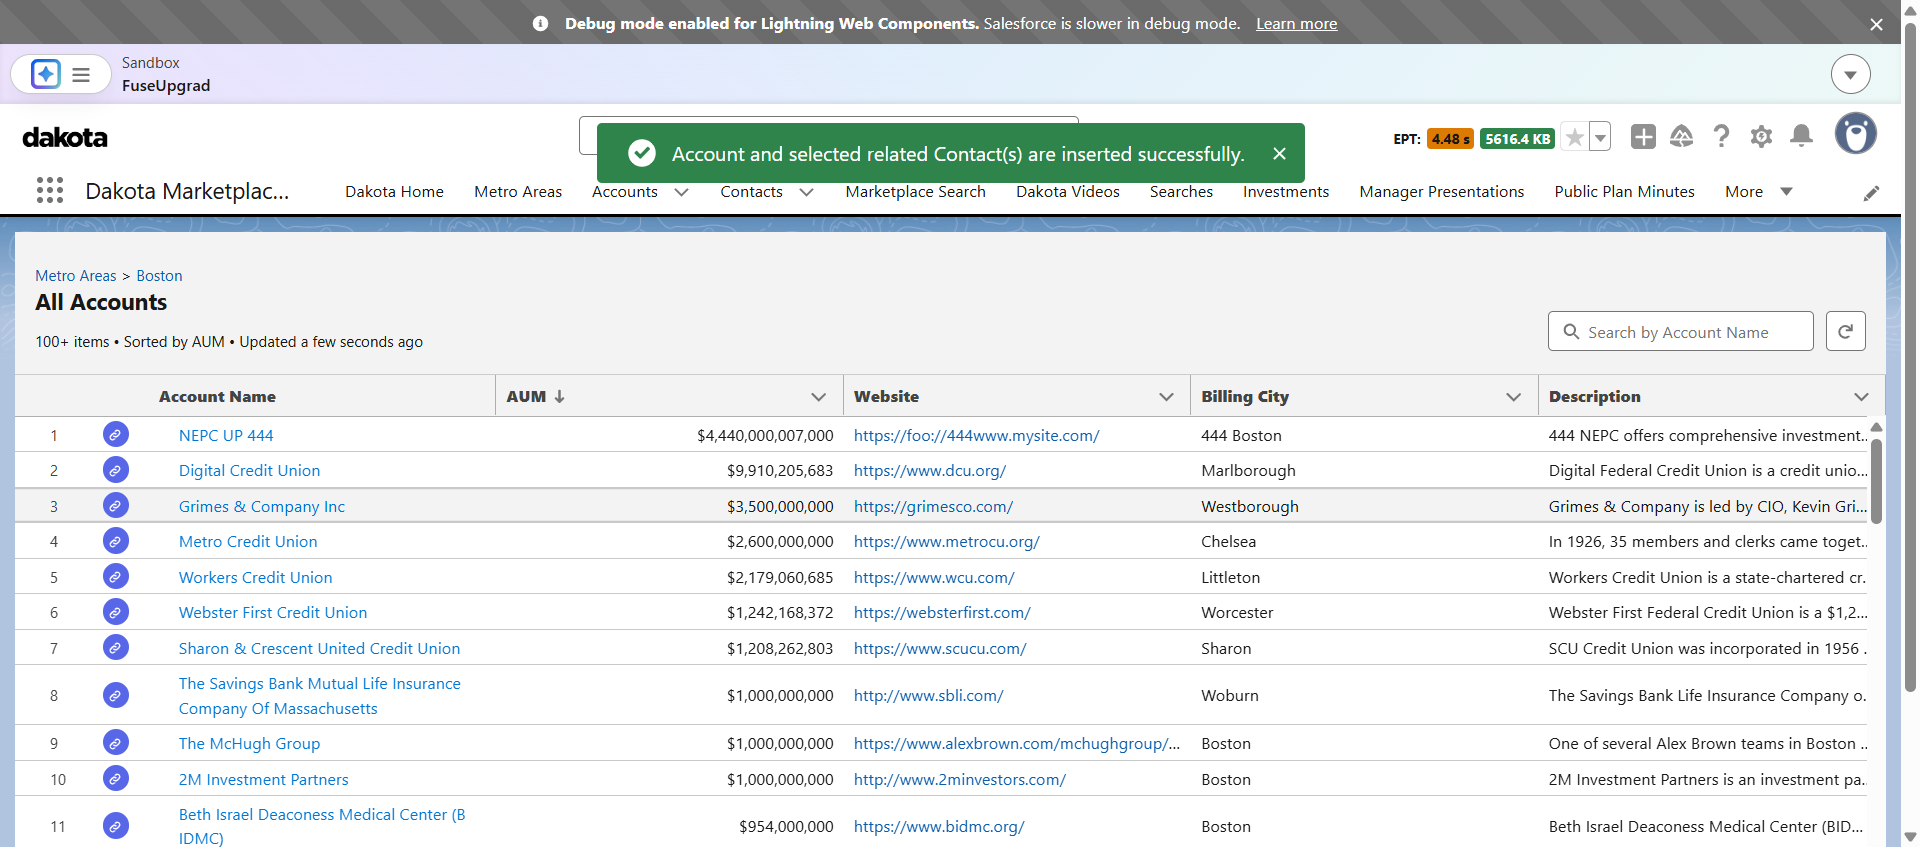 Debug mode enabled for Lightning Web Components. Salesforce is slower in debug mode. Learn more
Sandbox
FuseUpgrad
dakota
Account and selected related Contact(s) are inserted successfully.
EPT: 4.48 s 5616.4 KB
Dakota Marketplac...
Dakota Home Metro Areas Accounts Contacts Marketplace Search Dakota Videos Searches Investments Manager Presentations Public Plan Minutes More
Metro Areas > Boston
All Accounts
100+ items • Sorted by AUM • Updated a few seconds ago
Search by Account Name
Account Name AUM Website Billing City Description
1 NEPC UP 444 $4,440,000,007,000 https://foo://444www.mysite.com/ 444 Boston 444 NEPC offers comprehensive investment...
2 Digital Credit Union $9,910,205,683 https://www.dcu.org/ Marlborough Digital Federal Credit Union is a credit unio...
3 Grimes & Company Inc $3,500,000,000 https://grimesco.com/ Westborough Grimes & Company is led by CIO, Kevin Gri...
4 Metro Credit Union $2,600,000,000 https://www.metrocu.org/ Chelsea In 1926, 35 members and clerks came toget...
5 Workers Credit Union $2,179,060,685 https://www.wcu.com/ Littleton Workers Credit Union is a state-chartered cr...
6 Webster First Credit Union $1,242,168,372 https://websterfirst.com/ Worcester Webster First Federal Credit Union is a $1,2...
7 Sharon & Crescent United Credit Union $1,208,262,803 https://www.scucu.com/ Sharon SCU Credit Union was incorporated in 1956 ...
8 The Savings Bank Mutual Life Insurance Company Of Massachusetts $1,000,000,000 http://www.sbli.com/ Woburn The Savings Bank Life Insurance Company o...
9 The McHugh Group $1,000,000,000 https://www.alexbrown.com/mchughgroup/... Boston One of several Alex Brown teams in Boston ...
10 2M Investment Partners $1,000,000,000 http://www.2minvestors.com/ Boston 2M Investment Partners is an investment pa...
11 Beth Israel Deaconess Medical Center (B IDMC) $954,000,000 https://www.bidmc.org/ Boston Beth Israel Deaconess Medical Center (BID...